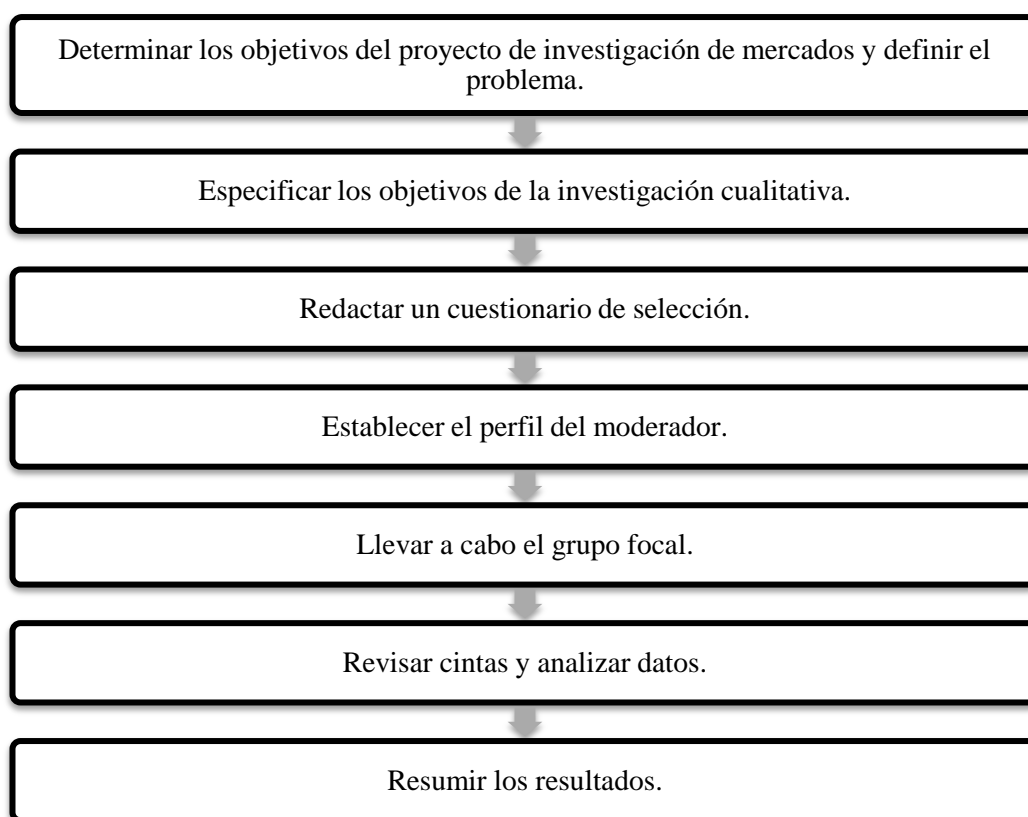 Determinar los objetivos del proyecto de investigación de mercados y definir el
problema.
Especificar los objetivos de la investigación cualitativa.
Redactar un cuestionario de selección.
Establecer el perfil del moderador.
Llevar a cabo el grupo focal.
Revisar cintas y analizar datos.
Resumir los resultados.